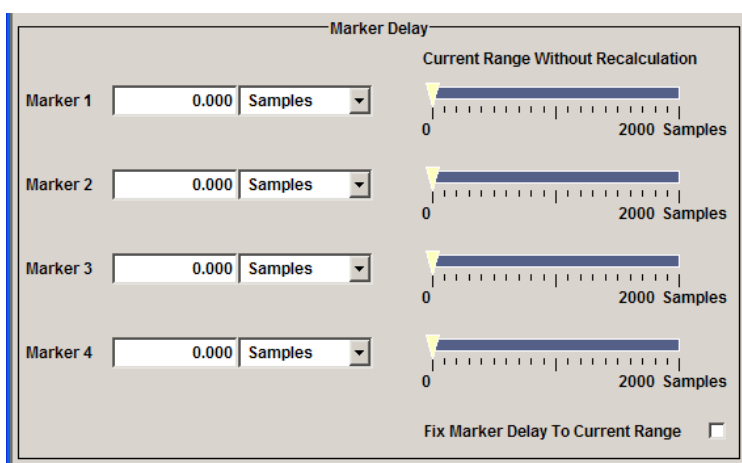 Marker Delay
Current Range Without Recalculation
Marker 1 0.000 Samples
0 2000 Samples
Marker 2 0.000 Samples
0 2000 Samples
Marker 3 0.000 Samples
0 2000 Samples
Marker 4 0.000 Samples
0 2000 Samples
Fix Marker Delay To Current Range